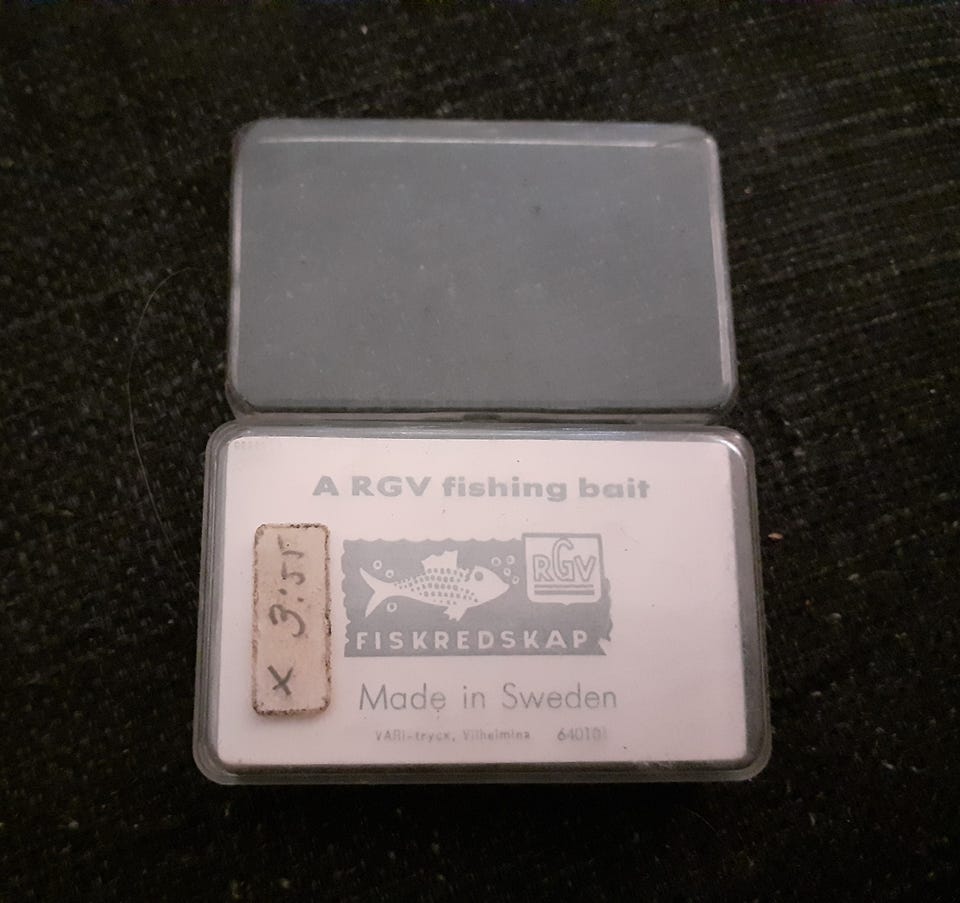 A RGV fishing bait
RGV
FISKREDSKAP
Made in Sweden
VARI-tryck, Vilhelmina 640101
x 3:55